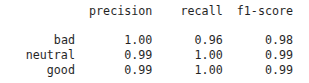 precision recall f1-score
bad 1.00 0.96 0.98
neutral 0.99 1.00 0.99
good 0.99 1.00 0.99